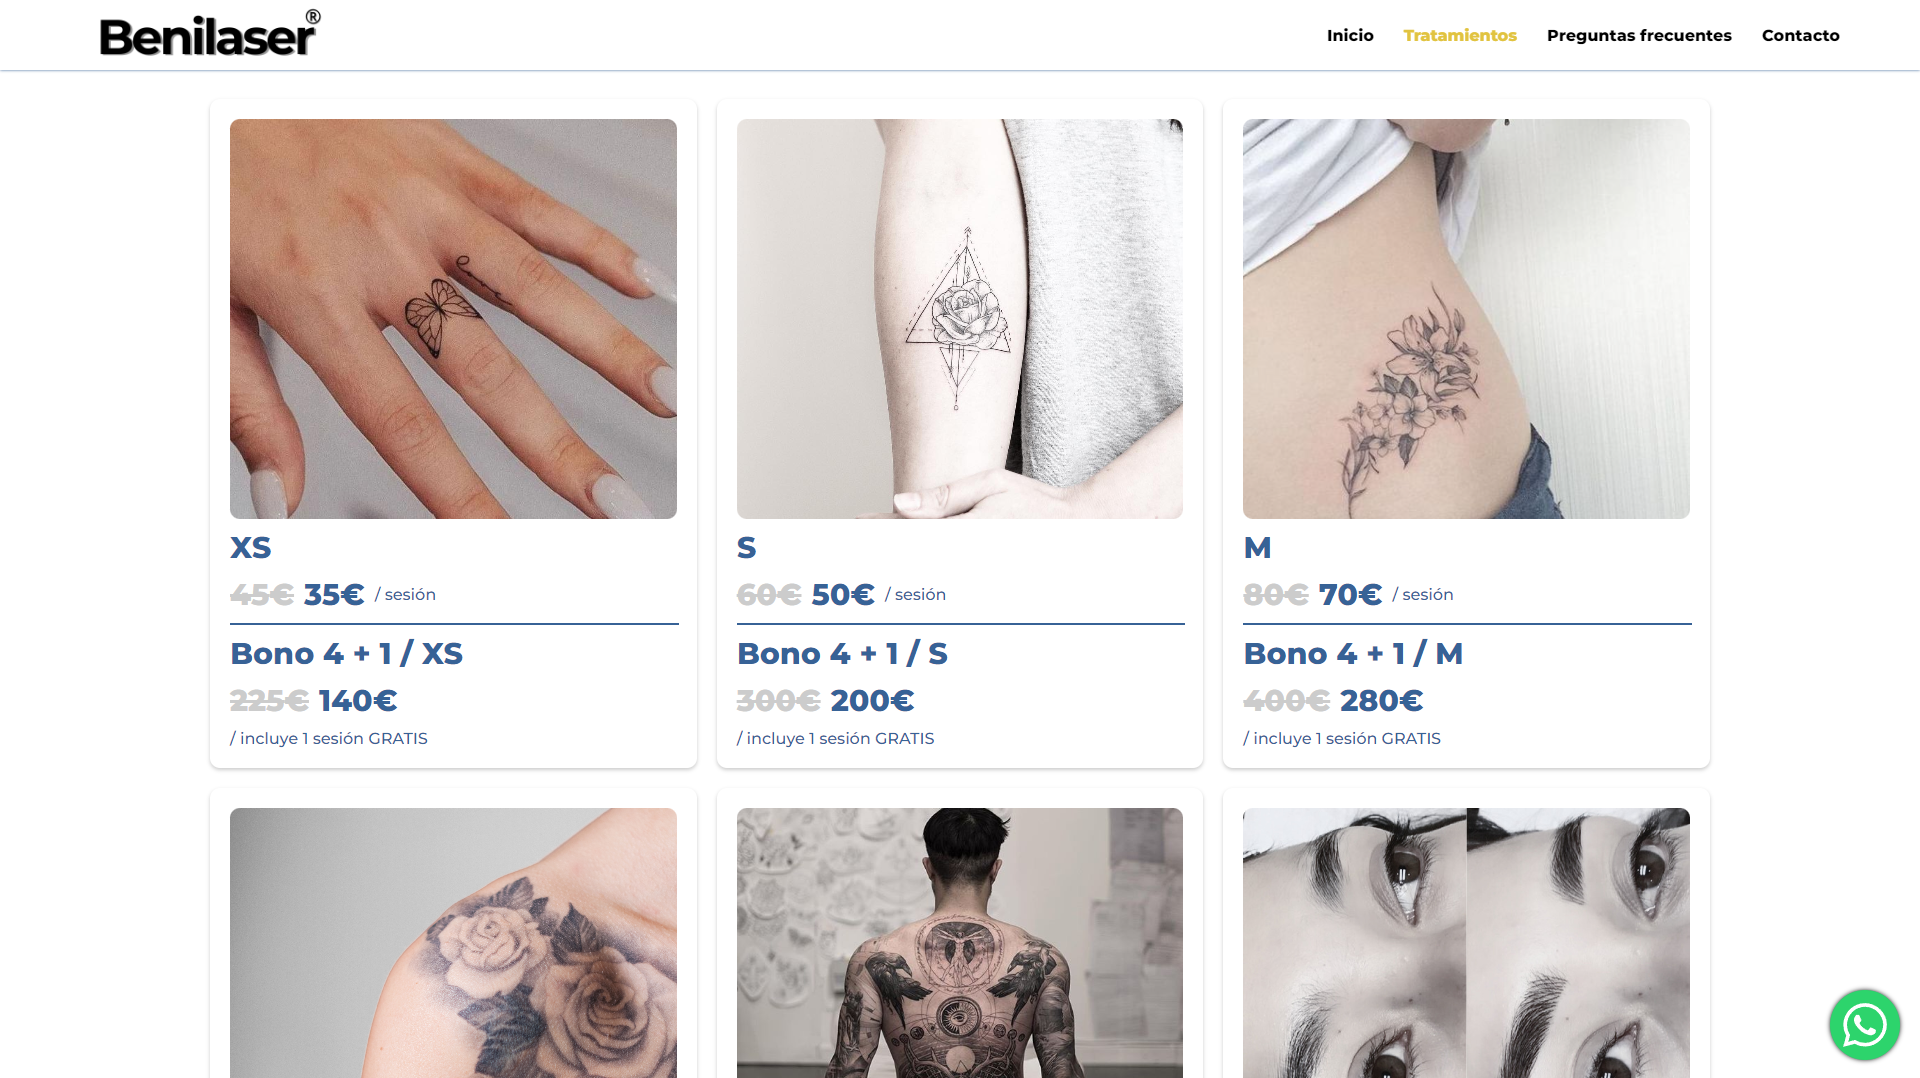 Benilaser®
Inicio Tratamientos Preguntas frecuentes Contacto
XS
45€ 35€ / sesión
Bono 4 + 1 / XS
225€ 140€
/ incluye 1 sesión GRATIS
S
60€ 50€ / sesión
Bono 4 + 1 / S
300€ 200€
/ incluye 1 sesión GRATIS
M
80€ 70€ / sesión
Bono 4 + 1 / M
400€ 280€
/ incluye 1 sesión GRATIS